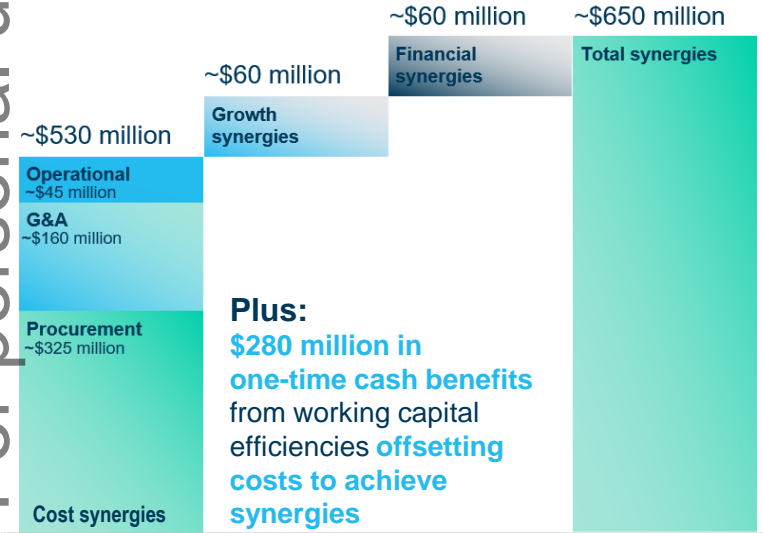 ~$60 million
~$650 million
Financial
synergies
Total synergies
~$60 million
Growth
synergies
~$530 million
Operational
~$45 million
G&A
~$160 million
Procurement
~$325 million
Cost synergies
Plus:
$280 million in
one-time cash benefits
from working capital
efficiencies offsetting
costs to achieve
synergies